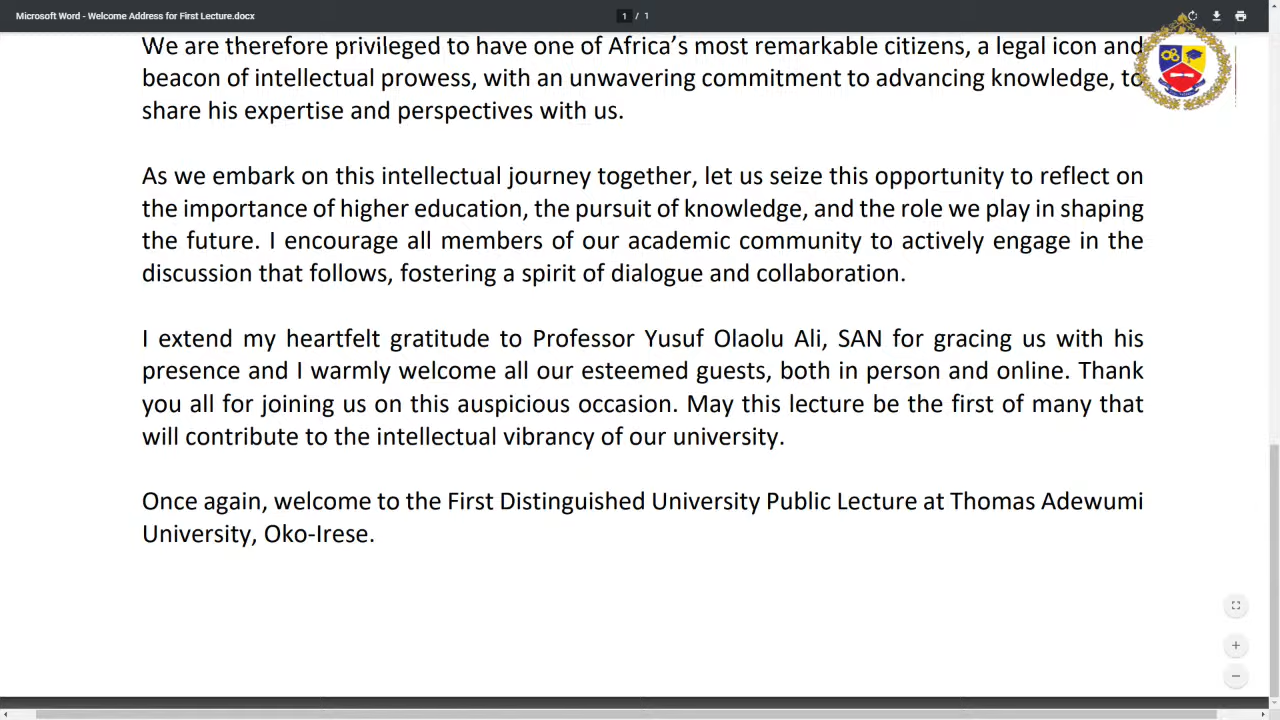 Microsoft Word - Welcome Address for First Lecture.docx
1 / 1
We are therefore privileged to have one of Africa’s most remarkable citizens, a legal icon and
beacon of intellectual prowess, with an unwavering commitment to advancing knowledge, to
share his expertise and perspectives with us.
As we embark on this intellectual journey together, let us seize this opportunity to reflect on
the importance of higher education, the pursuit of knowledge, and the role we play in shaping
the future. I encourage all members of our academic community to actively engage in the
discussion that follows, fostering a spirit of dialogue and collaboration.
I extend my heartfelt gratitude to Professor Yusuf Olaolu Ali, SAN for gracing us with his
presence and I warmly welcome all our esteemed guests, both in person and online. Thank
you all for joining us on this auspicious occasion. May this lecture be the first of many that
will contribute to the intellectual vibrancy of our university.
Once again, welcome to the First Distinguished University Public Lecture at Thomas Adewumi
University, Oko-Irese.